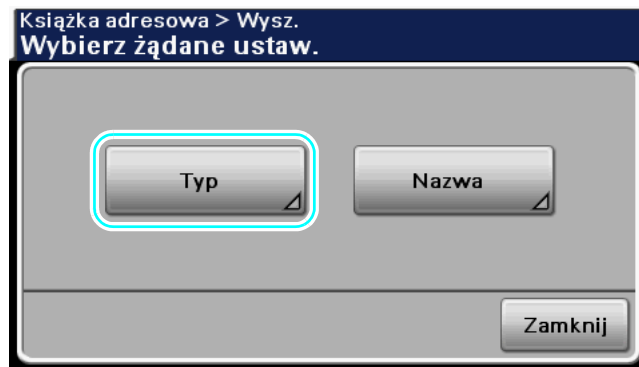 Książka adresowa > Wysz.
Wybierz żądane ustaw.
Typ
Nazwa
Zamknij